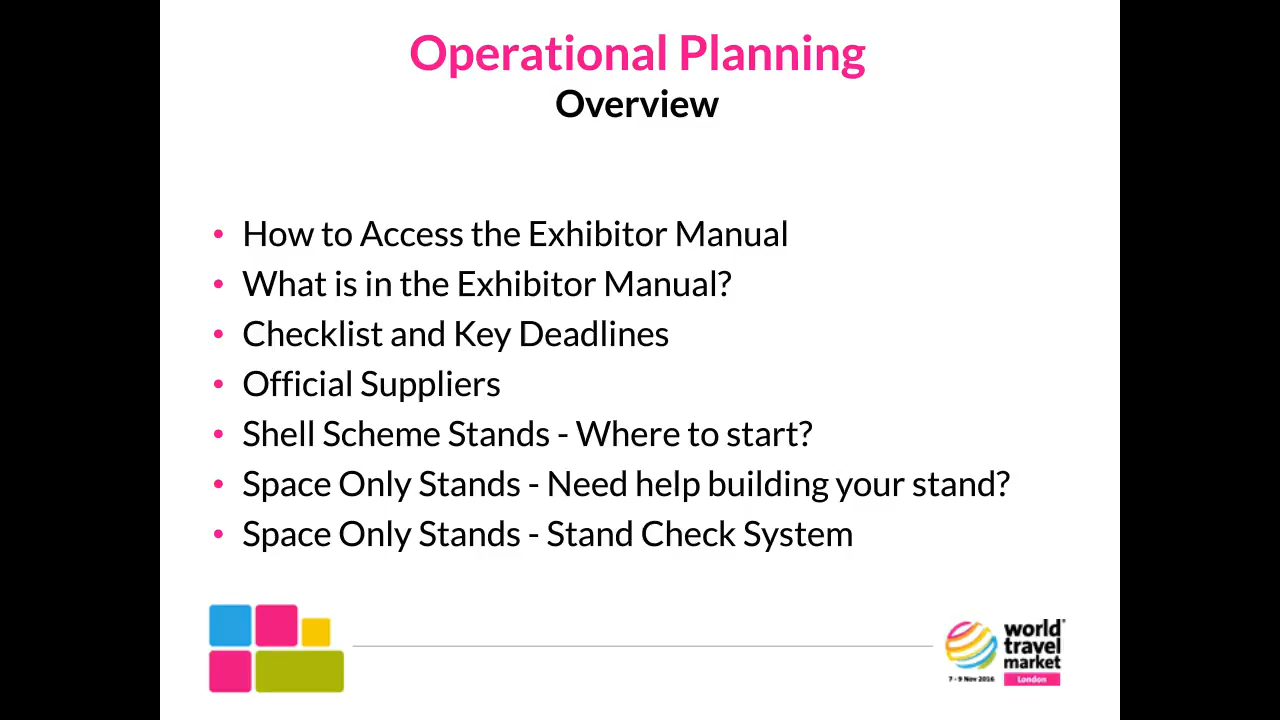 Operational Planning
Overview
• How to Access the Exhibitor Manual
• What is in the Exhibitor Manual?
• Checklist and Key Deadlines
• Official Suppliers
• Shell Scheme Stands - Where to start?
• Space Only Stands - Need help building your stand?
• Space Only Stands - Stand Check System
world
travel
market
7 - 9 Nov 2016 London